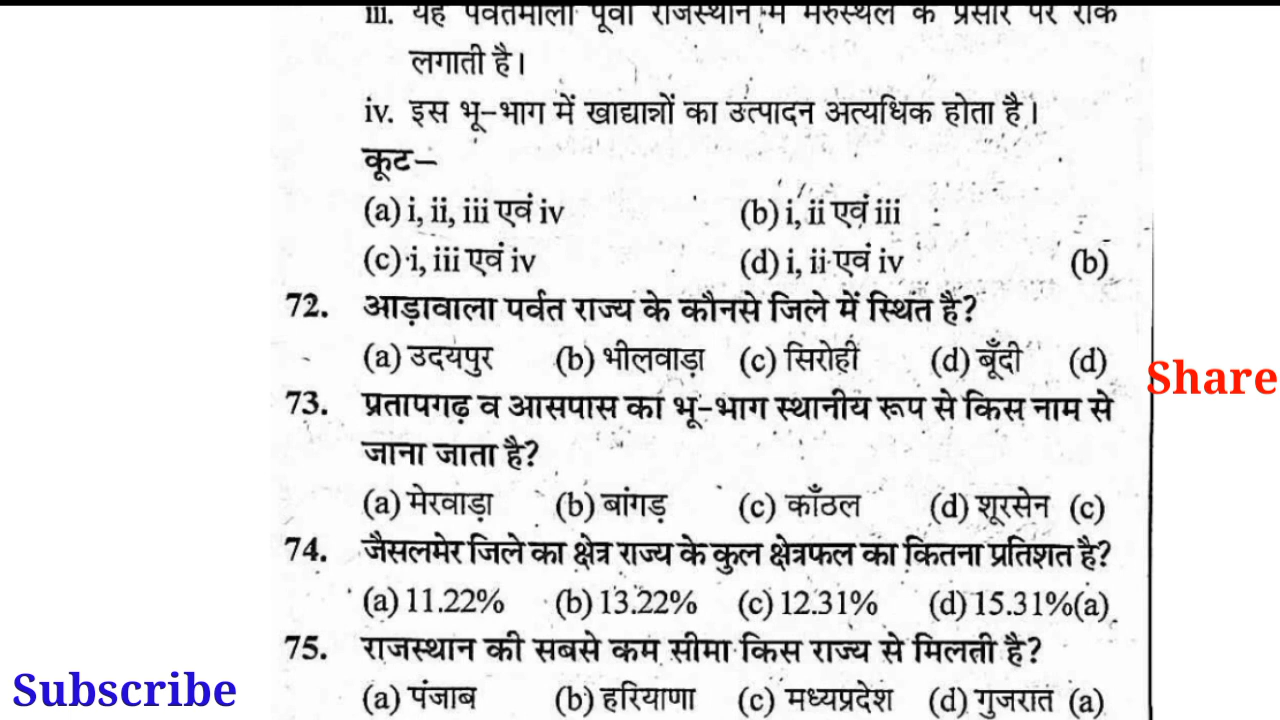 iii. यह पर्वतमाला पूर्वी राजस्थान में मरुस्थल के प्रसार पर रोक
लगाती है।
iv. इस भू-भाग में खाद्यान्नों का उत्पादन अत्यधिक होता है।
कूट–
(a) i, ii, iii एवं iv (b) i, ii एवं iii
(c) i, iii एवं iv (d) i, ii एवं iv (b)
72. आड़ावाला पर्वत राज्य के कौनसे जिले में स्थित है?
(a) उदयपुर (b) भीलवाड़ा (c) सिरोही (d) बूँदी (d)
Share
73. प्रतापगढ़ व आसपास का भू-भाग स्थानीय रूप से किस नाम से
जाना जाता है?
(a) मेरवाड़ा (b) बांगड़ (c) काँठल (d) शूरसेन (c)
74. जैसलमेर जिले का क्षेत्र राज्य के कुल क्षेत्रफल का कितना प्रतिशत है?
(a) 11.22% (b) 13.22% (c) 12.31% (d) 15.31%(a)
75. राजस्थान की सबसे कम सीमा किस राज्य से मिलती है?
(a) पंजाब (b) हरियाणा (c) मध्यप्रदेश (d) गुजरात (a)
Subscribe